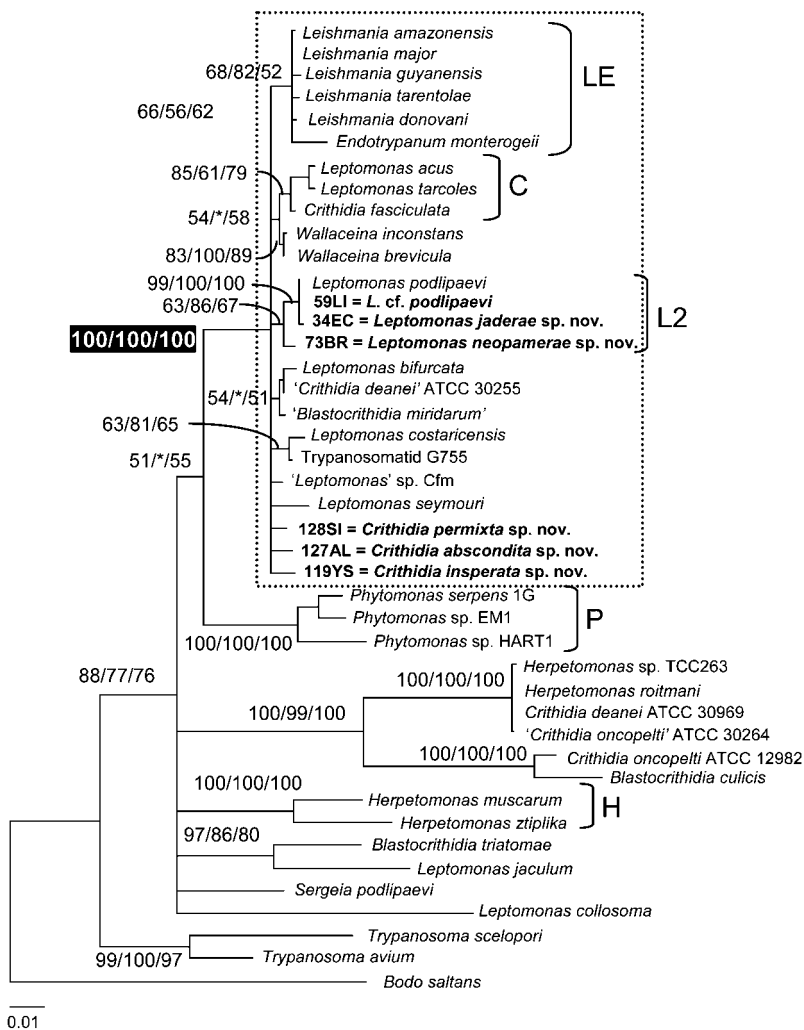 Leishmania amazonensis
Leishmania major
68/82/52
Leishmania guyanensis
LE
Leishmania tarentolae
66/56/62
Leishmania donovani
Endotrypanum monterogeii
85/61/79
Leptomonas acus
C
Leptomonas tarcoles
54/*/58
Crithidia fasciculata
Wallaceina inconstans
83/100/89
Wallaceina brevicula
99/100/100
Leptomonas podlipaevi
63/86/67
59LI = L. cf. podlipaevi
L2
34EC = Leptomonas jaderae sp. nov.
100/100/100
73BR = Leptomonas neopamerae sp. nov.
Leptomonas bifurcata
54/*/51
'Crithidia deanei' ATCC 30255
'Blastocrithidia miridarum'
63/81/65
Leptomonas costaricensis
51/*/55
Trypanosomatid G755
'Leptomonas' sp. Cfm
Leptomonas seymouri
128SI = Crithidia permixta sp. nov.
127AL = Crithidia abscondita sp. nov.
119YS = Crithidia insperata sp. nov.
Phytomonas serpens 1G
Phytomonas sp. EM1
P
100/100/100
Phytomonas sp. HART1
88/77/76
Herpetomonas sp. TCC263
100/100/100
Herpetomonas roitmani
100/99/100
Crithidia deanei ATCC 30969
'Crithidia oncopelti' ATCC 30264
100/100/100
Crithidia oncopelti ATCC 12982
Blastocrithidia culicis
100/100/100
Herpetomonas muscarum
H
Herpetomonas ztiplika
97/86/80
Blastocrithidia triatomae
Leptomonas jaculum
Sergeia podlipaevi
Leptomonas collosoma
Trypanosoma scelopori
99/100/97
Trypanosoma avium
Bodo saltans
0.01